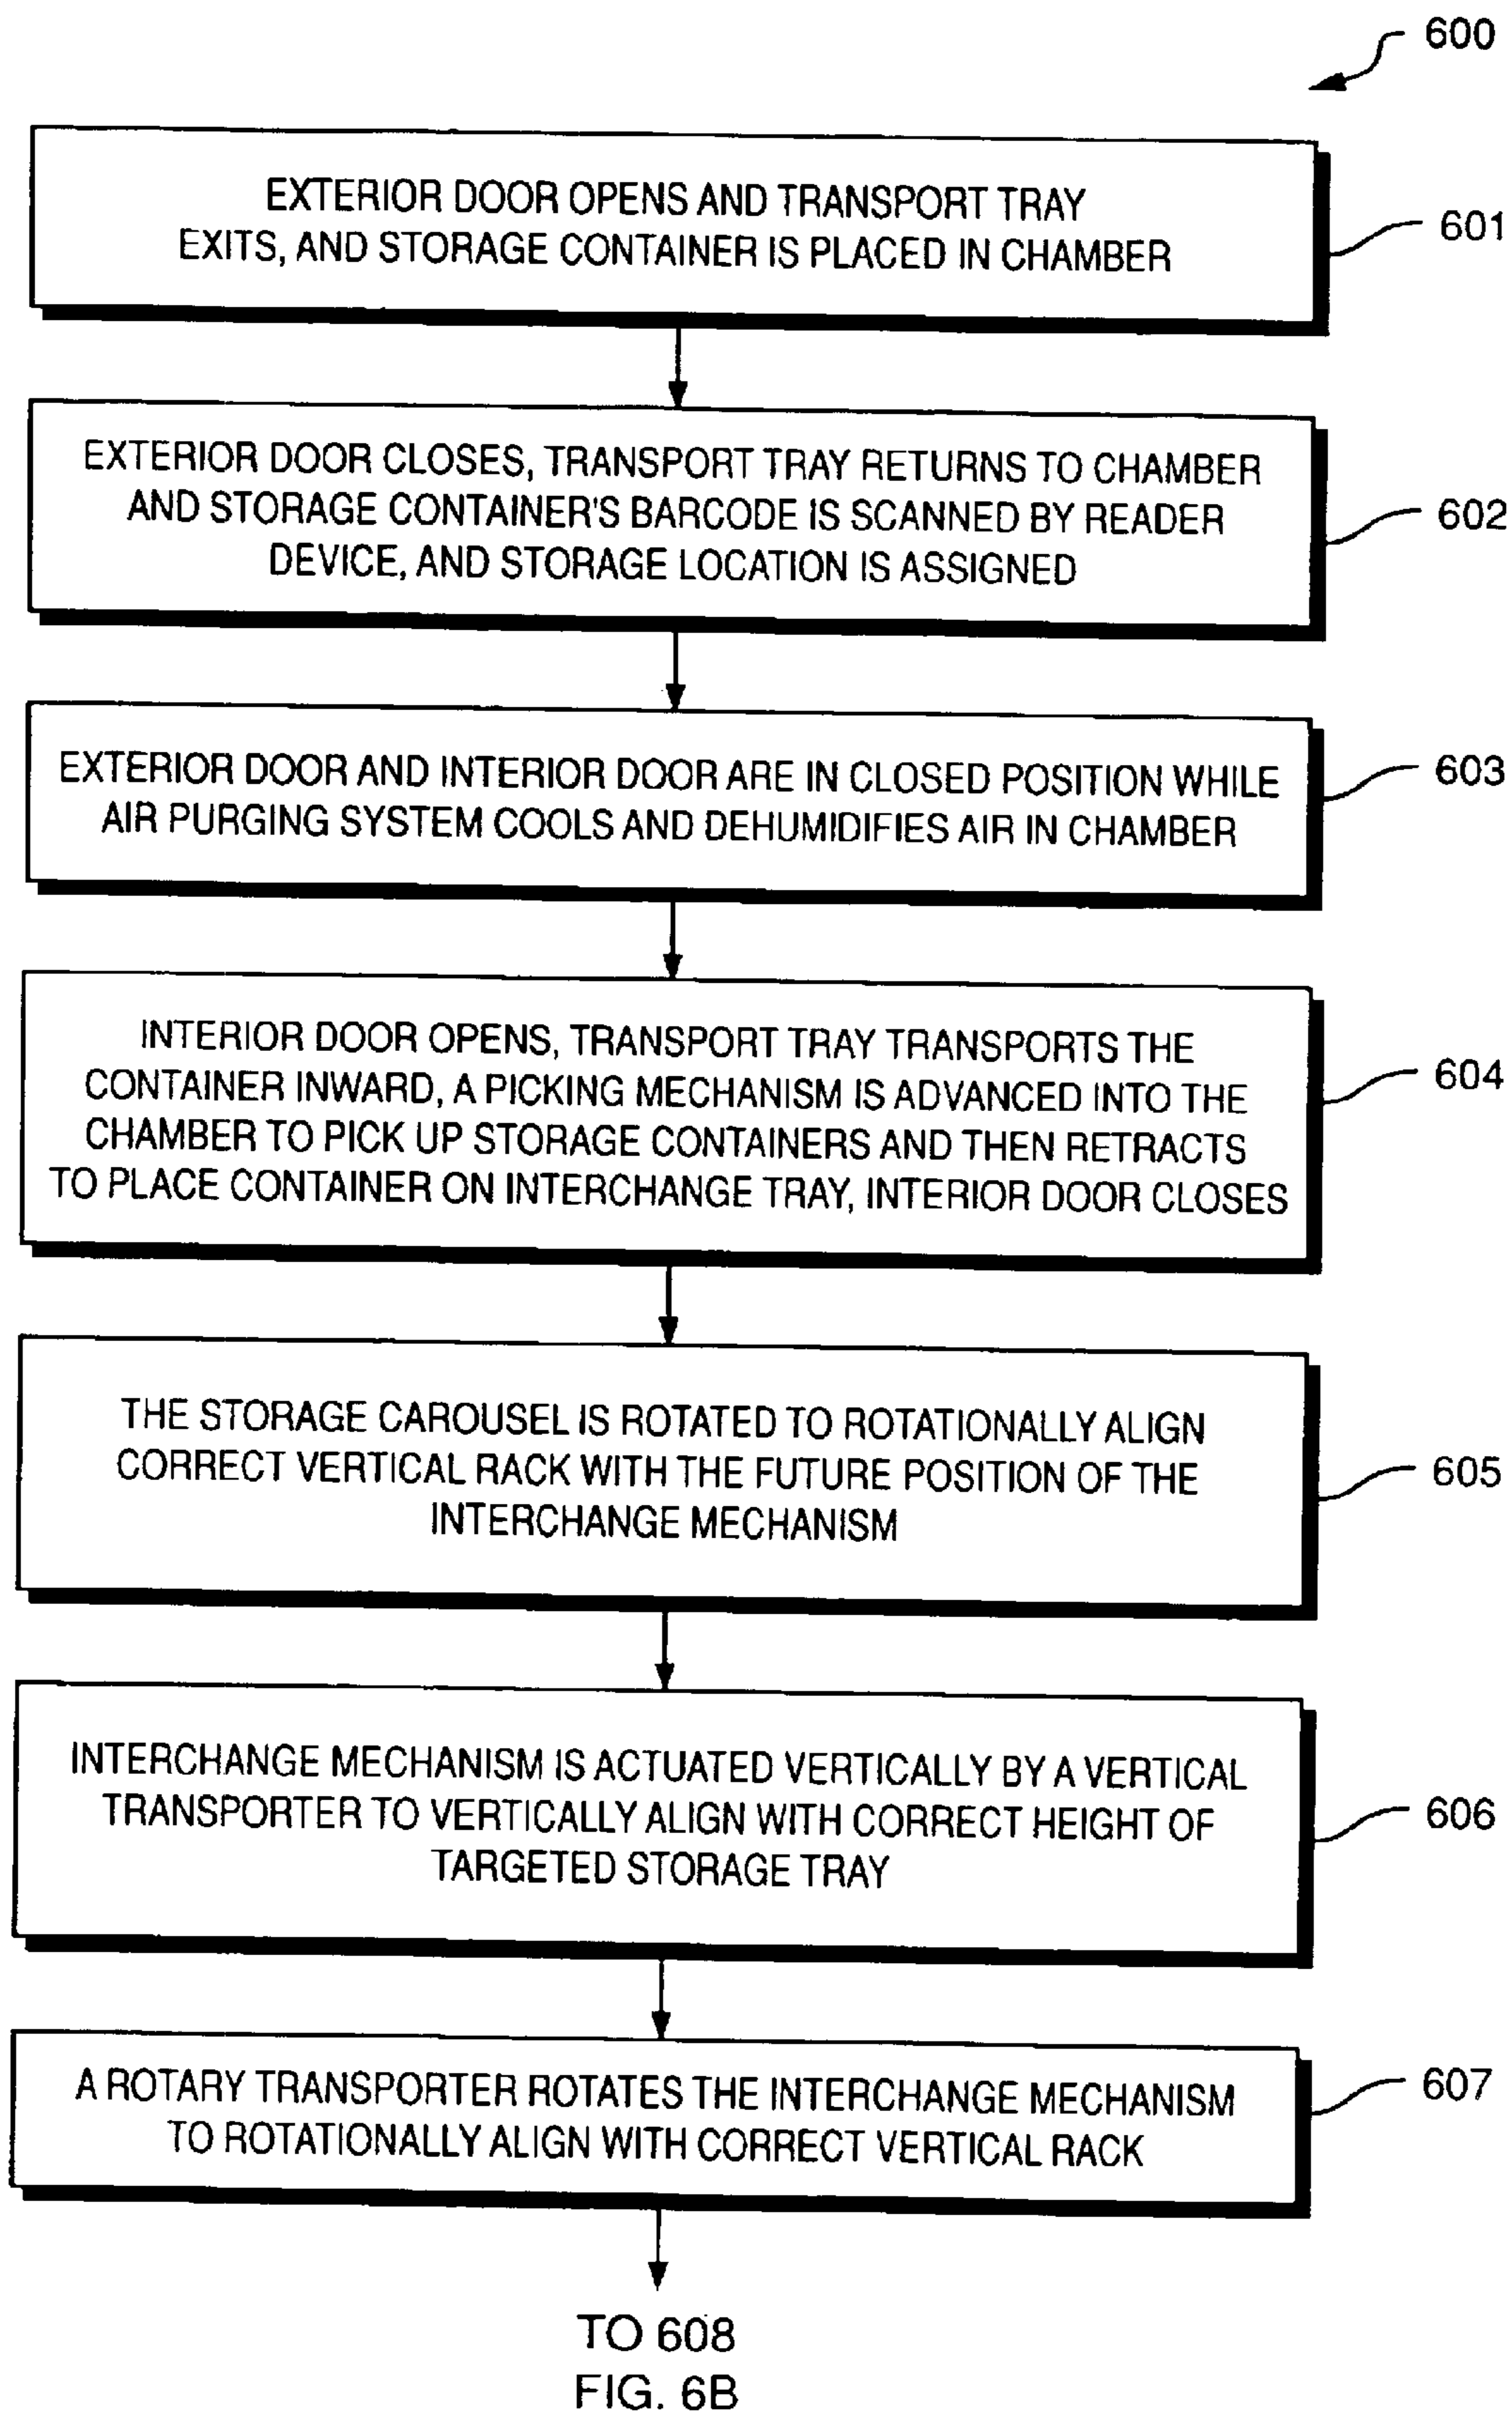 600
EXTERIOR DOOR OPENS AND TRANSPORT TRAY
EXITS, AND STORAGE CONTAINER IS PLACED IN CHAMBER
601
EXTERIOR DOOR CLOSES, TRANSPORT TRAY RETURNS TO CHAMBER
AND STORAGE CONTAINER'S BARCODE IS SCANNED BY READER
DEVICE, AND STORAGE LOCATION IS ASSIGNED
602
EXTERIOR DOOR AND INTERIOR DOOR ARE IN CLOSED POSITION WHILE
AIR PURGING SYSTEM COOLS AND DEHUMIDIFIES AIR IN CHAMBER
603
INTERIOR DOOR OPENS, TRANSPORT TRAY TRANSPORTS THE
CONTAINER INWARD, A PICKING MECHANISM IS ADVANCED INTO THE
CHAMBER TO PICK UP STORAGE CONTAINERS AND THEN RETRACTS
TO PLACE CONTAINER ON INTERCHANGE TRAY, INTERIOR DOOR CLOSES
604
THE STORAGE CAROUSEL IS ROTATED TO ROTATIONALLY ALIGN
CORRECT VERTICAL RACK WITH THE FUTURE POSITION OF THE
INTERCHANGE MECHANISM
605
INTERCHANGE MECHANISM IS ACTUATED VERTICALLY BY A VERTICAL
TRANSPORTER TO VERTICALLY ALIGN WITH CORRECT HEIGHT OF
TARGETED STORAGE TRAY
606
A ROTARY TRANSPORTER ROTATES THE INTERCHANGE MECHANISM
TO ROTATIONALLY ALIGN WITH CORRECT VERTICAL RACK
607
TO 608
FIG. 6B